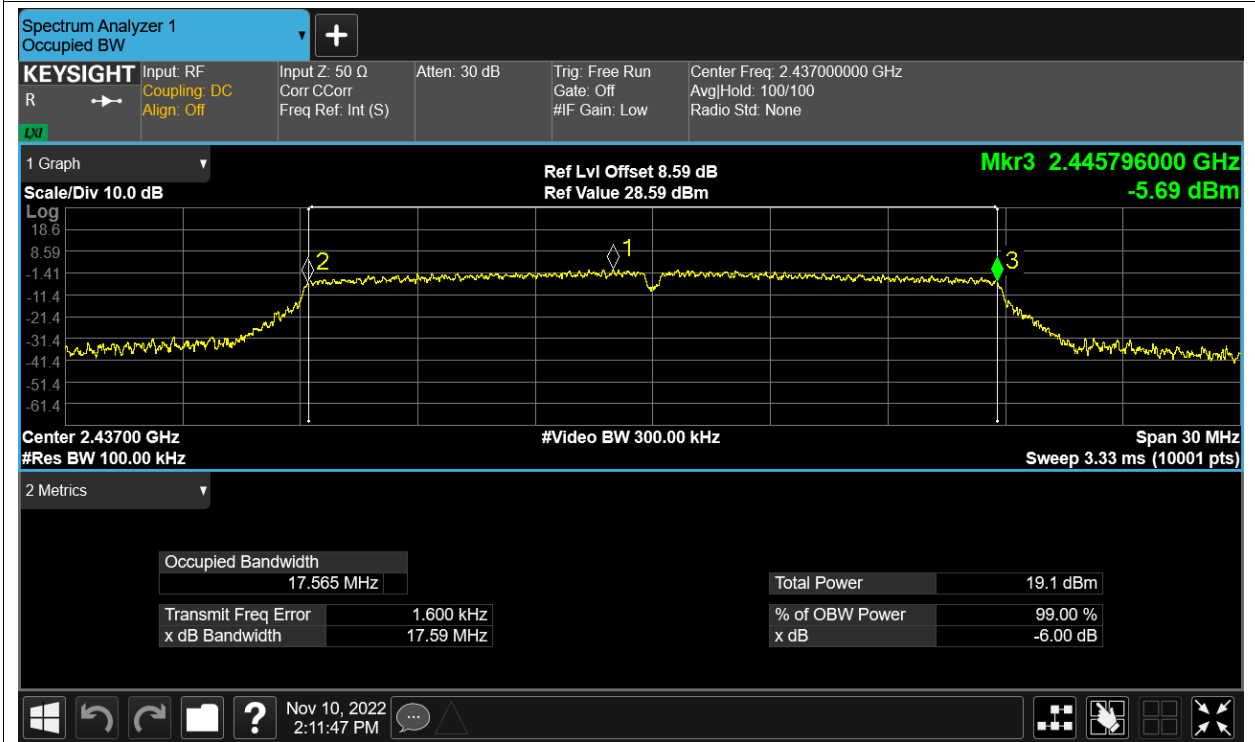 Spectrum Analyzer 1
Occupied BW
KEYSIGHT
R
LXI
Input: RF
Coupling: DC
Align: Off
Input Z: 50 Ω
Corr CCorr
Freq Ref: Int (S)
Atten: 30 dB
Trig: Free Run
Gate: Off
#IF Gain: Low
Center Freq: 2.437000000 GHz
Avg|Hold: 100/100
Radio Std: None
1 Graph
Scale/Div 10.0 dB
Ref Lvl Offset 8.59 dB
Ref Value 28.59 dBm
Mkr3 2.445796000 GHz
-5.69 dBm
Log
18.6
8.59
-1.41
-11.4
-21.4
-31.4
-41.4
-51.4
-61.4
2
1
3
Center 2.43700 GHz
#Res BW 100.00 kHz
#Video BW 300.00 kHz
Span 30 MHz
Sweep 3.33 ms (10001 pts)
2 Metrics
Occupied Bandwidth
17.565 MHz
Transmit Freq Error 1.600 kHz
x dB Bandwidth 17.59 MHz
Total Power 19.1 dBm
% of OBW Power 99.00 %
x dB -6.00 dB
?
Nov 10, 2022
2:11:47 PM